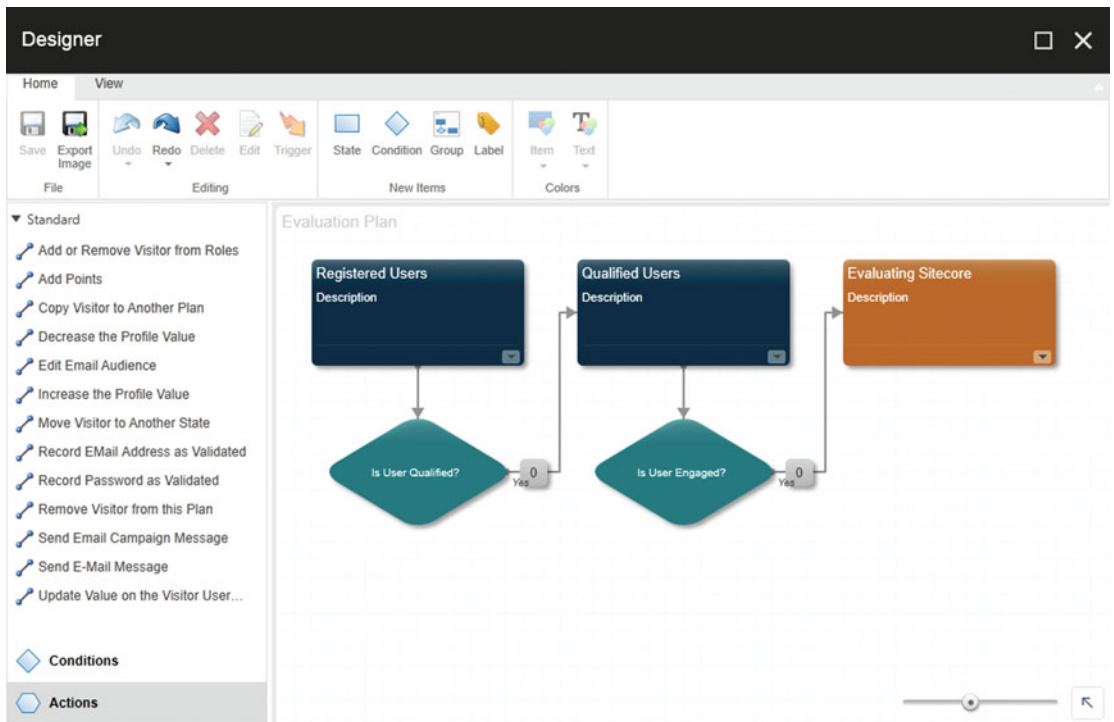 Designer
Home View
Save Export Image Undo Redo Delete Edit Trigger State Condition Group Label Item Text
File Editing New Items Colors
Standard
Add or Remove Visitor from Roles
Add Points
Copy Visitor to Another Plan
Decrease the Profile Value
Edit Email Audience
Increase the Profile Value
Move Visitor to Another State
Record EMail Address as Validated
Record Password as Validated
Remove Visitor from this Plan
Send Email Campaign Message
Send E-Mail Message
Update Value on the Visitor User...
Conditions
Actions
Evaluation Plan
Registered Users
Description
Qualified Users
Description
Evaluating Sitecore
Description
Is User Qualified?
Yes
0
Is User Engaged?
Yes
0